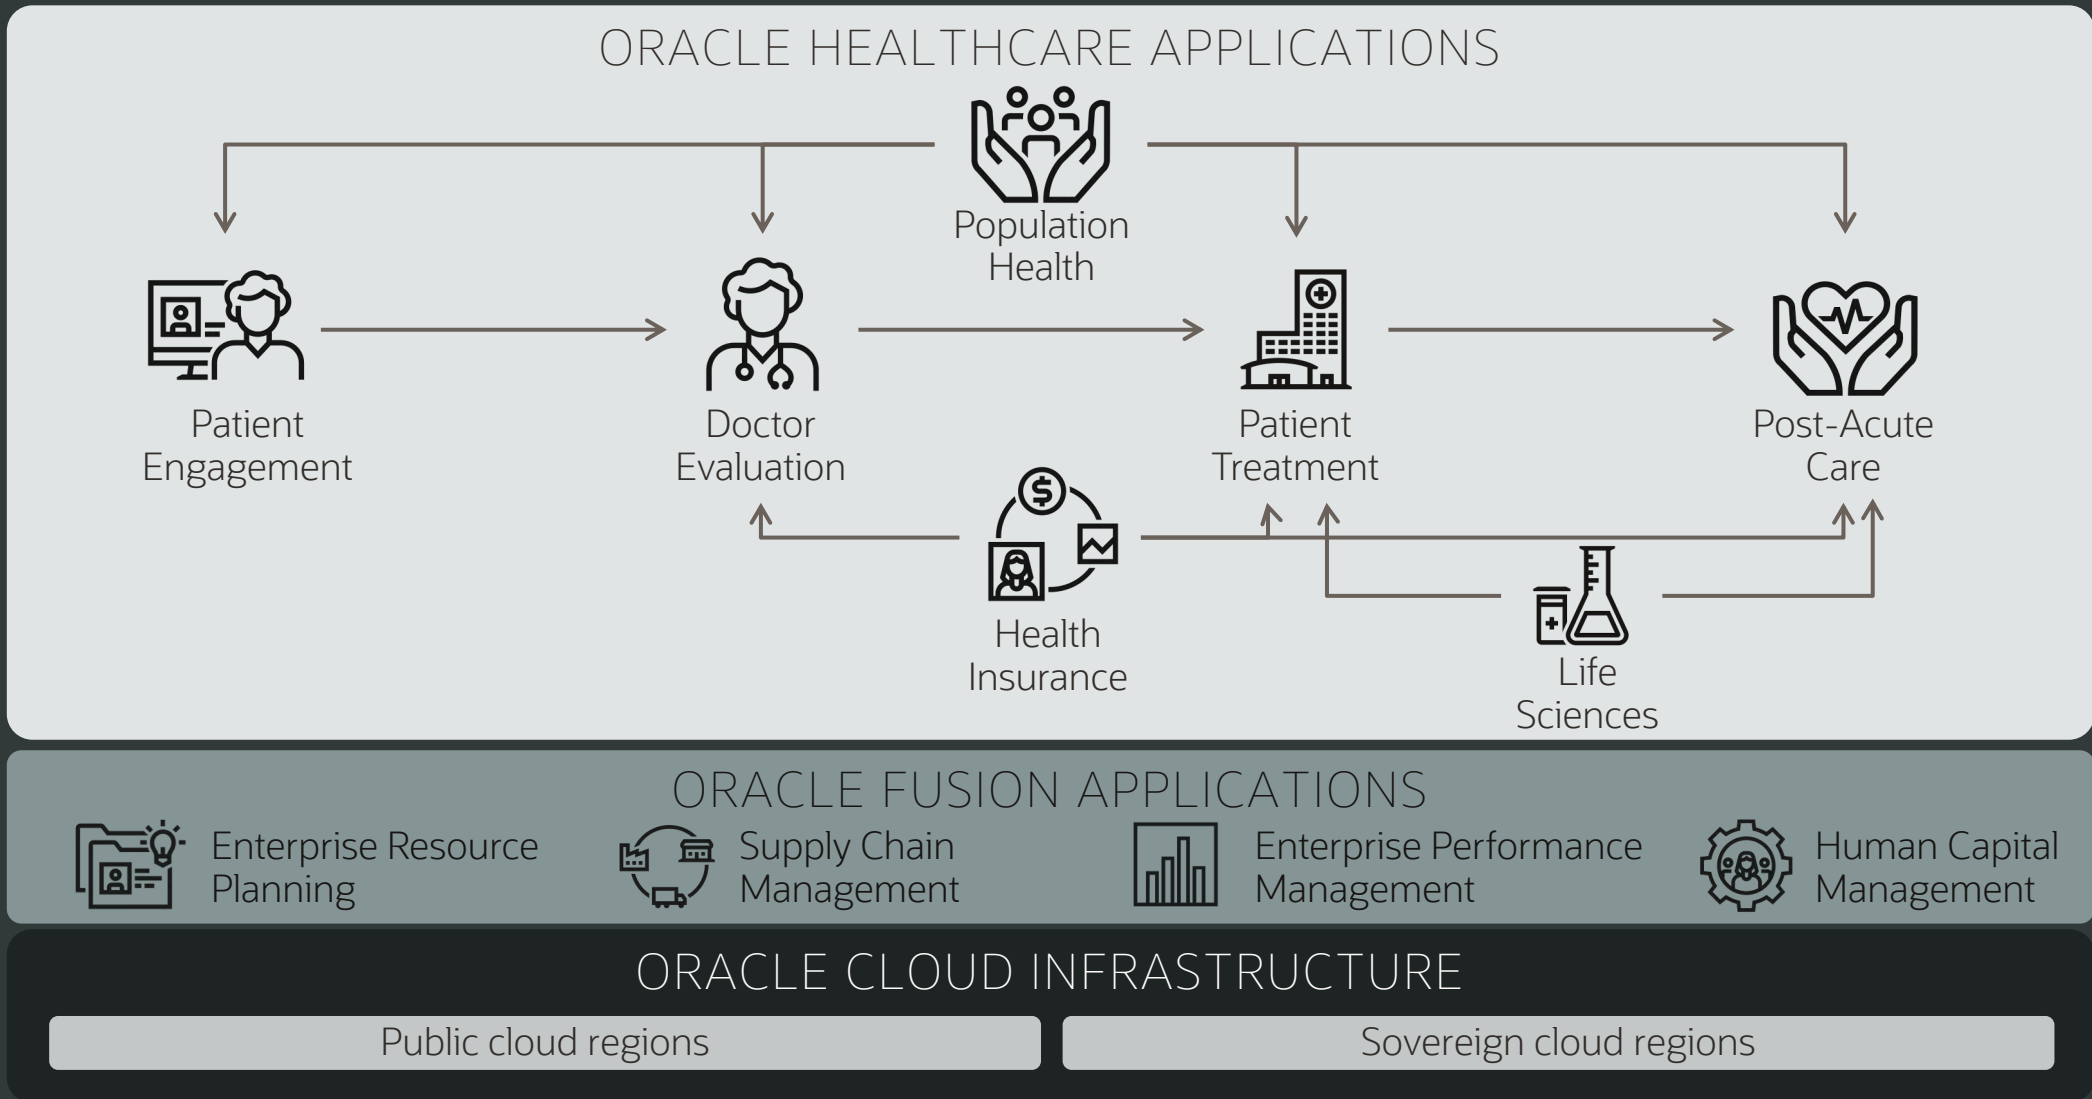 ORACLE HEALTHCARE APPLICATIONS
Population
Health
Patient
Engagement
Doctor
Evaluation
Patient
Treatment
Post-Acute
Care
Health
Insurance
Life
Sciences
ORACLE FUSION APPLICATIONS
Enterprise Resource
Planning
Supply Chain
Management
Enterprise Performance
Management
Human Capital
Management
ORACLE CLOUD INFRASTRUCTURE
Public cloud regions
Sovereign cloud regions